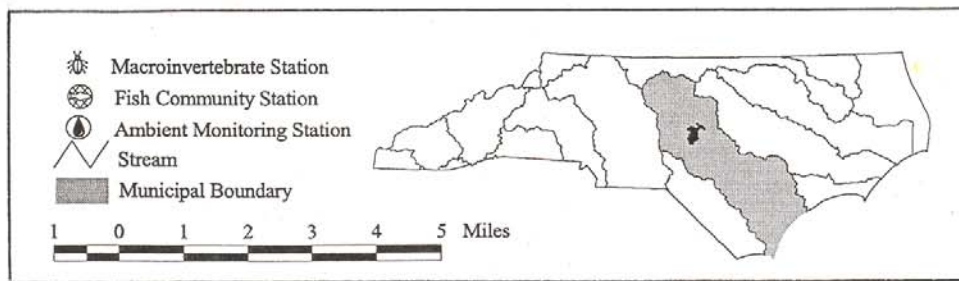 Macroinvertebrate Station
Fish Community Station
Ambient Monitoring Station
Stream
Municipal Boundary
1 0 1 2 3 4 5 Miles